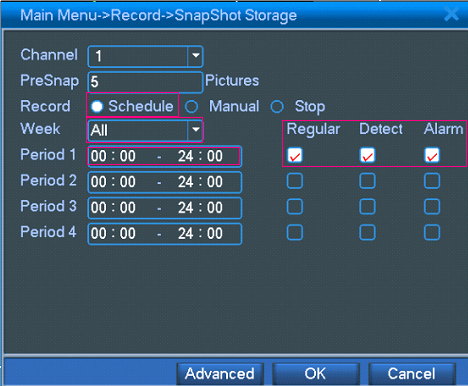 Main Menu->Record->SnapShot Storage
Channel 1
PreSnap 5 Pictures
Record Schedule Manual Stop
Week All Regular Detect Alarm
Period 1 00 : 00 - 24 : 00
Period 2 00 : 00 - 24 : 00
Period 3 00 : 00 - 24 : 00
Period 4 00 : 00 - 24 : 00
Advanced OK Cancel